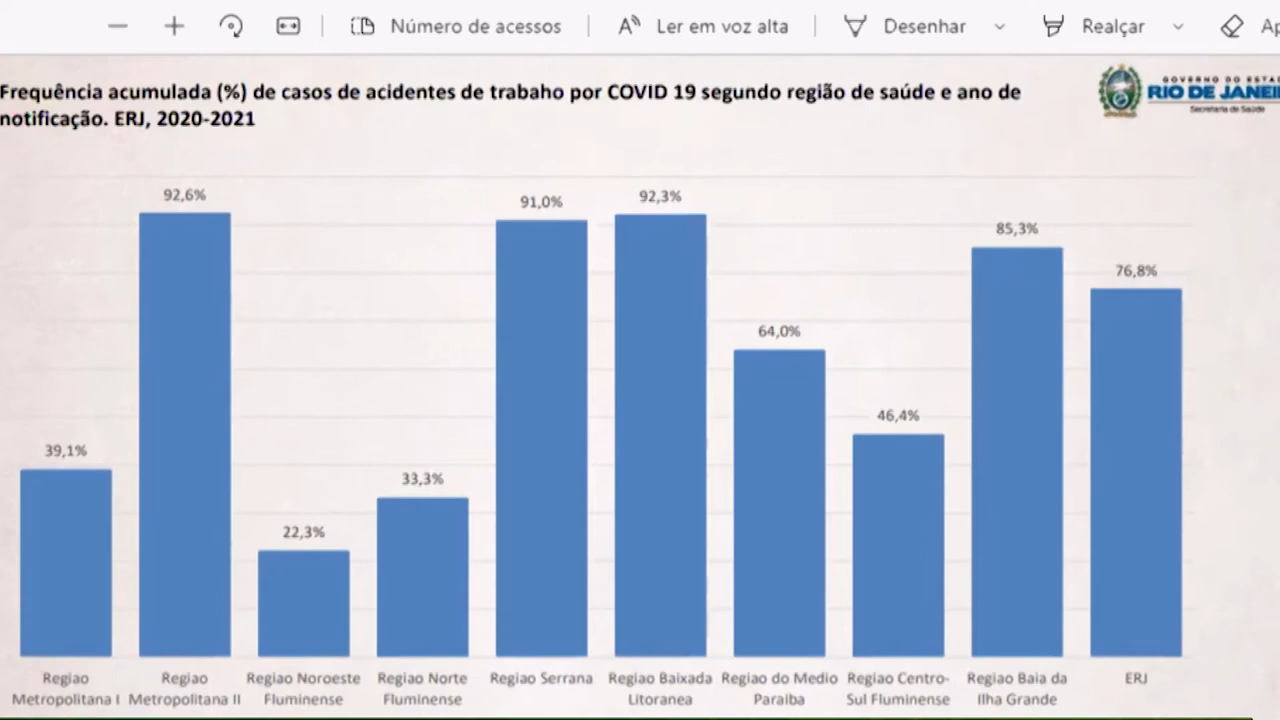 Número de acessos
Ler em voz alta
Desenhar
Realçar
Frequência acumulada (%) de casos de acidentes de trabaho por COVID 19 segundo região de saúde e ano de
notificação. ERJ, 2020-2021
GOVERNO DO ESTA
RIO DE JANEI
Secretaria de Saúde
39,1%
92,6%
22,3%
33,3%
91,0%
92,3%
64,0%
46,4%
85,3%
76,8%
Regiao
Metropolitana I
Regiao
Metropolitana II
Regiao Noroeste
Fluminense
Regiao Norte
Fluminense
Regiao Serrana
Regiao Baixada
Litoranea
Regiao do Medio
Paraiba
Regiao Centro-
Sul Fluminense
Regiao Baia da
Ilha Grande
ERJ